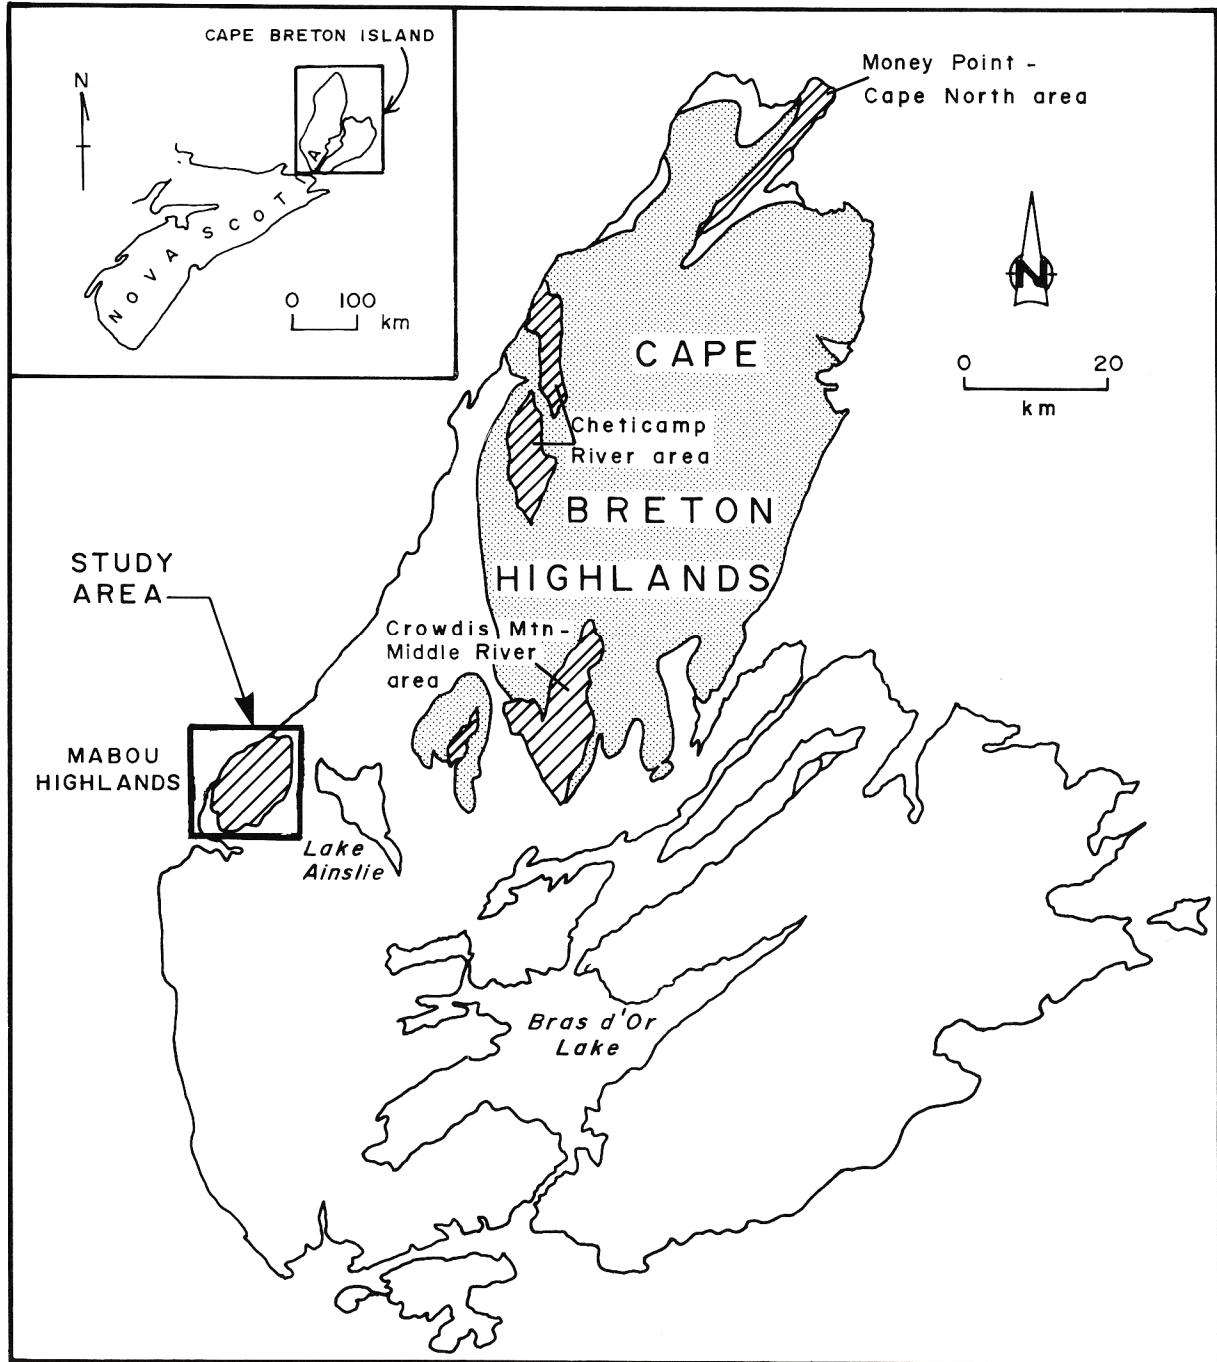 CAPE BRETON ISLAND
N
NOVA SCOTIA
0 100
km
Money Point -
Cape North area
N
0 20
km
CAPE
BRETON
HIGHLANDS
Cheticamp
River area
STUDY
AREA
Crowdis Mtn-
Middle River
area
MABOU
HIGHLANDS
Lake
Ainslie
Bras d'Or
Lake